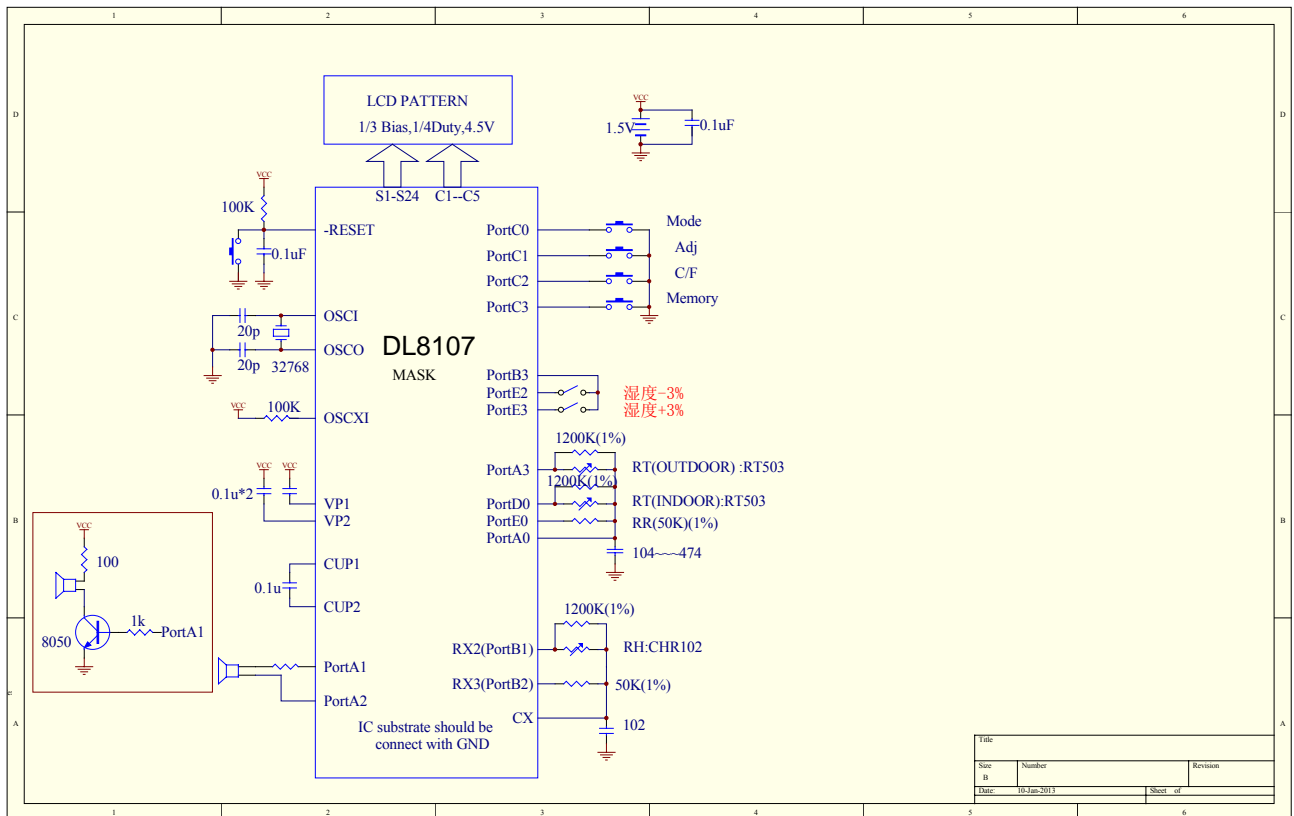 1 2 3 4 5 6
D D
LCD PATTERN
1/3 Bias,1/4Duty,4.5V
VCC
1.5V 0.1uF
S1-S24 C1--C5
VCC
100K
-RESET
0.1uF
PortC0 Mode
PortC1 Adj
PortC2 C/F
PortC3 Memory
C C
OSCI
20p
OSCO
20p 32768
DL8107
MASK
PortB3
PortE2 湿度-3%
PortE3 湿度+3%
VCC 100K
OSCXI
1200K(1%)
PortA3 RT(OUTDOOR) :RT503
1200K(1%)
PortD0 RT(INDOOR):RT503
PortE0 RR(50K)(1%)
PortA0
104~~474
VCC VCC
0.1u*2
VP1
VP2
B B
CUP1
0.1u
CUP2
VCC
100
1k
8050 PortA1
1200K(1%)
RX2(PortB1) RH:CHR102
RX3(PortB2) 50K(1%)
CX
102
PortA1
PortA2
IC substrate should be
connect with GND
A A
Title
Size Number Revision
B
Date: 10-Jan-2013 Sheet of
1 2 3 4 5 6